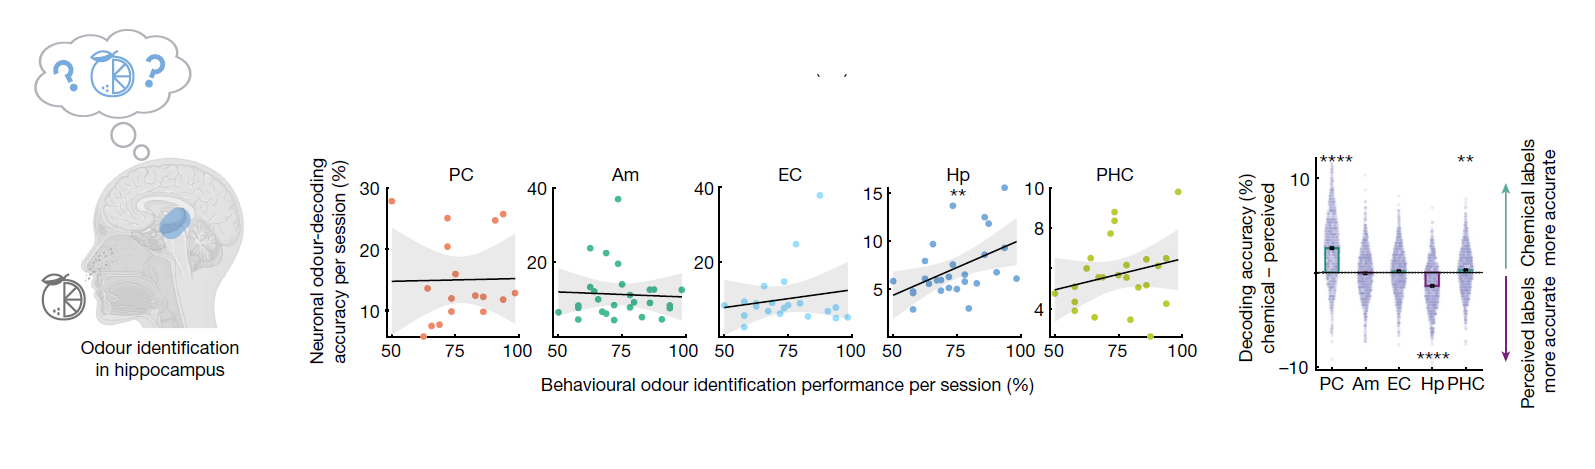 ? ?
Odour identification
in hippocampus
Neuronal odour-decoding
accuracy per session (%)
PC
30
20
10
50 75 100
Am
40
20
50 75 100
EC
40
20
50 75 100
Hp
**
15
10
5
50 75 100
PHC
10
8
4
50 75 100
Behavioural odour identification performance per session (%)
Decoding accuracy (%)
chemical – perceived
**** **
10
–10
****
PC Am EC Hp PHC
Chemical labels
more accurate
Perceived labels
more accurate